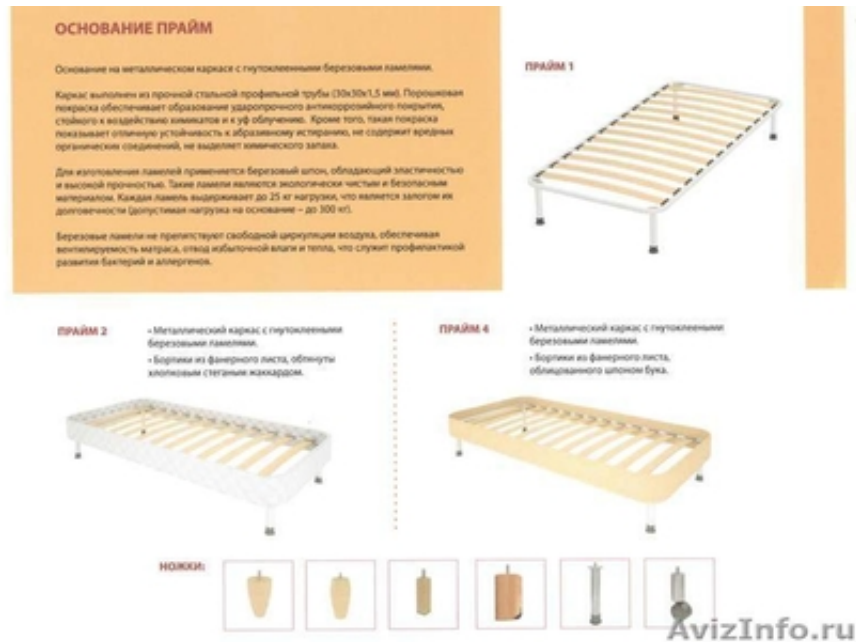 ОСНОВАНИЕ ПРАЙМ
Основание на металлическом каркасе с гнутоклеенными березовыми ламелями.
Каркас выполнен из прочной стальной профильной трубы (30х30х1,5 мм). Порошковая
покраска обеспечивает образование ударопрочного антикоррозийного покрытия,
стойкого к воздействию химикатов и к уф облучению. Кроме того, такая покраска
показывает отличную устойчивость к абразивному истиранию, не содержит вредных
органических соединений, не выделяет химического запаха.
Для изготовления ламелей применяется березовый шпон, обладающий эластичностью
и высокой прочностью. Такие ламели являются экологически чистым и безопасным
материалом. Каждая ламель выдерживает до 25 кг нагрузки, что является залогом их
долговечности (допустимая нагрузка на основание – до 300 кг).
Березовые ламели не препятствуют свободной циркуляции воздуха, обеспечивая
вентилируемость матраса, отвод избыточной влаги и тепла, что служит профилактикой
развития бактерий и аллергенов.
ПРАЙМ 1
ПРАЙМ 2
• Металлический каркас с гнутоклееными
березовыми ламелями.
• Бортики из фанерного листа, обтянуты
хлопковым стеганым жаккардом.
ПРАЙМ 4
• Металлический каркас с гнутоклееными
березовыми ламелями.
• Бортики из фанерного листа,
облицованного шпоном бука.
НОЖКИ:
AvizInfo.ru